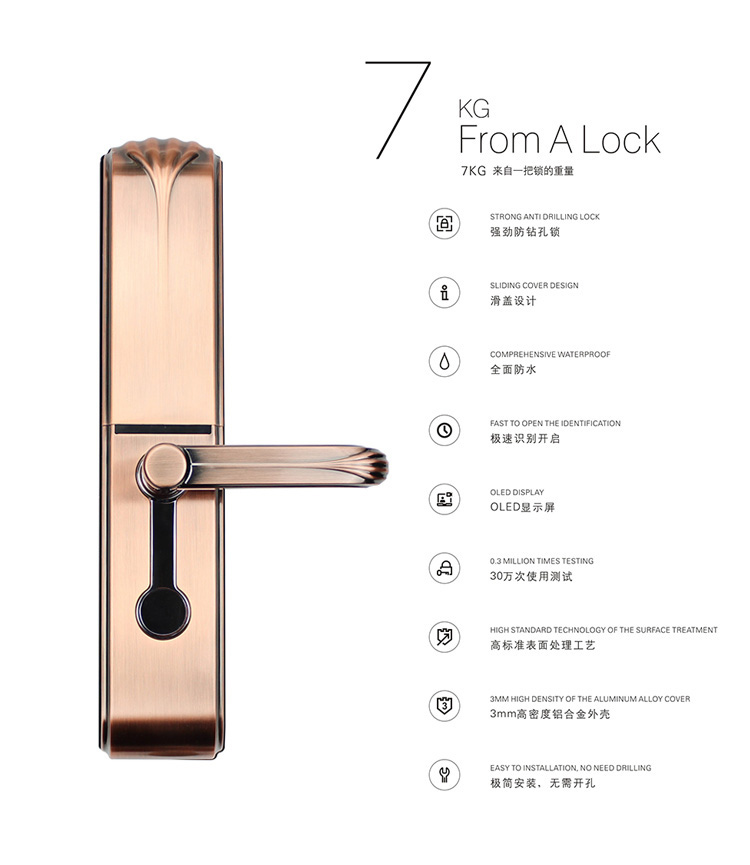 7
KG
From A Lock
7KG 来自一把锁的重量
STRONG ANTI DRILLING LOCK
强劲防钻孔锁
SLIDING COVER DESIGN
滑盖设计
COMPREHENSIVE WATERPROOF
全面防水
FAST TO OPEN THE IDENTIFICATION
极速识别开启
OLED DISPLAY
OLED显示屏
0.3 MILLION TIMES TESTING
30万次使用测试
HIGH STANDARD TECHNOLOGY OF THE SURFACE TREATMENT
高标准表面处理工艺
3
3MM HIGH DENSITY OF THE ALUMINUM ALLOY COVER
3mm高密度铝合金外壳
EASY TO INSTALLATION, NO NEED DRILLING
极简安装，无需开孔